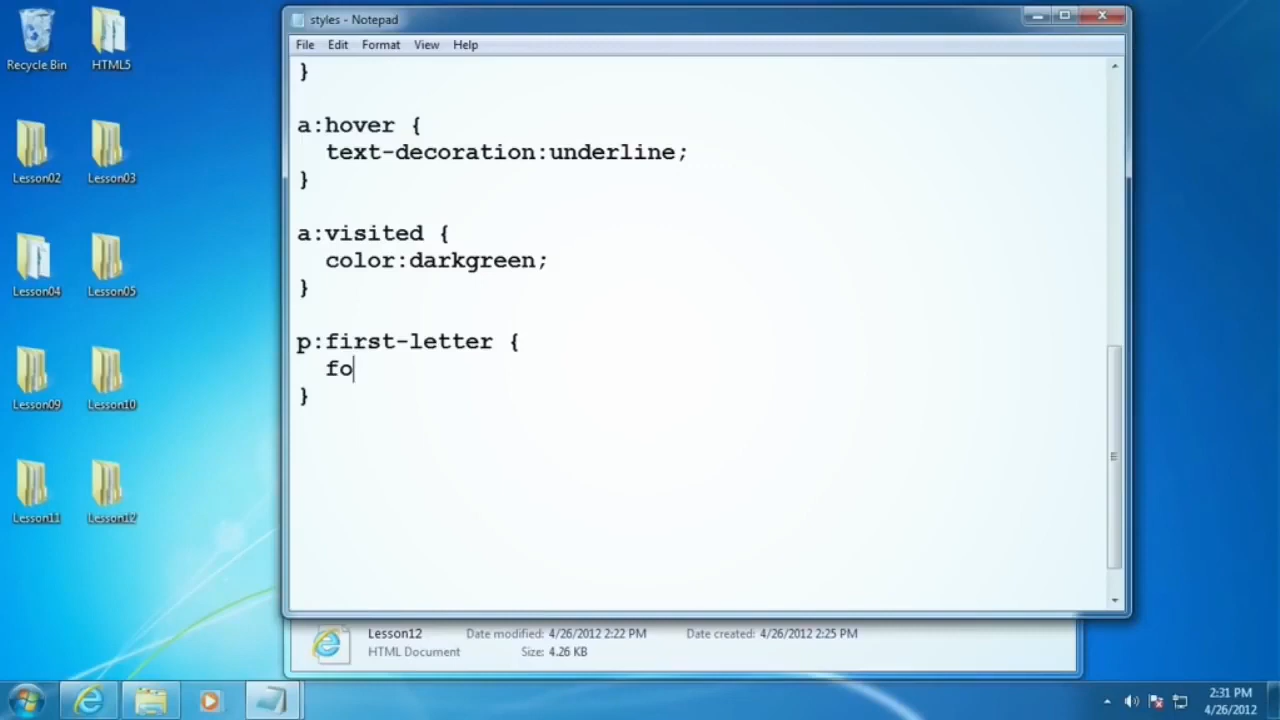 styles - Notepad
File Edit Format View Help
}
a:hover {
text-decoration:underline;
}
a:visited {
color:darkgreen;
}
p:first-letter {
fo
}
Recycle Bin HTML5
Lesson02 Lesson03
Lesson04 Lesson05
Lesson09 Lesson10
Lesson11 Lesson12
Lesson12 Date modified: 4/26/2012 2:22 PM Date created: 4/26/2012 2:25 PM
HTML Document Size: 4.26 KB
2:31 PM
4/26/2012